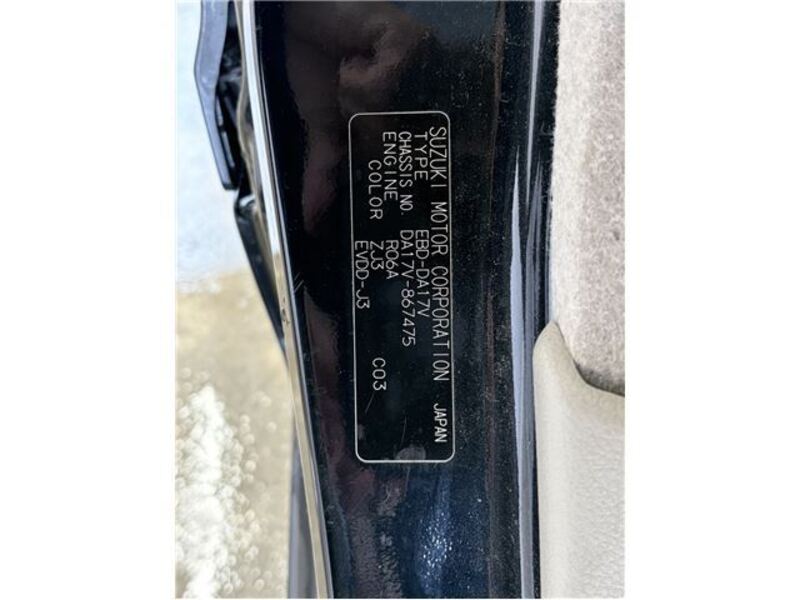 SUZUKI MOTOR CORPORATION JAPAN
TYPE EBD-DA17V
CHASSIS NO. DA17V-867475
ENGINE R06A
COLOR ZJ3 C03
EVDD-J3